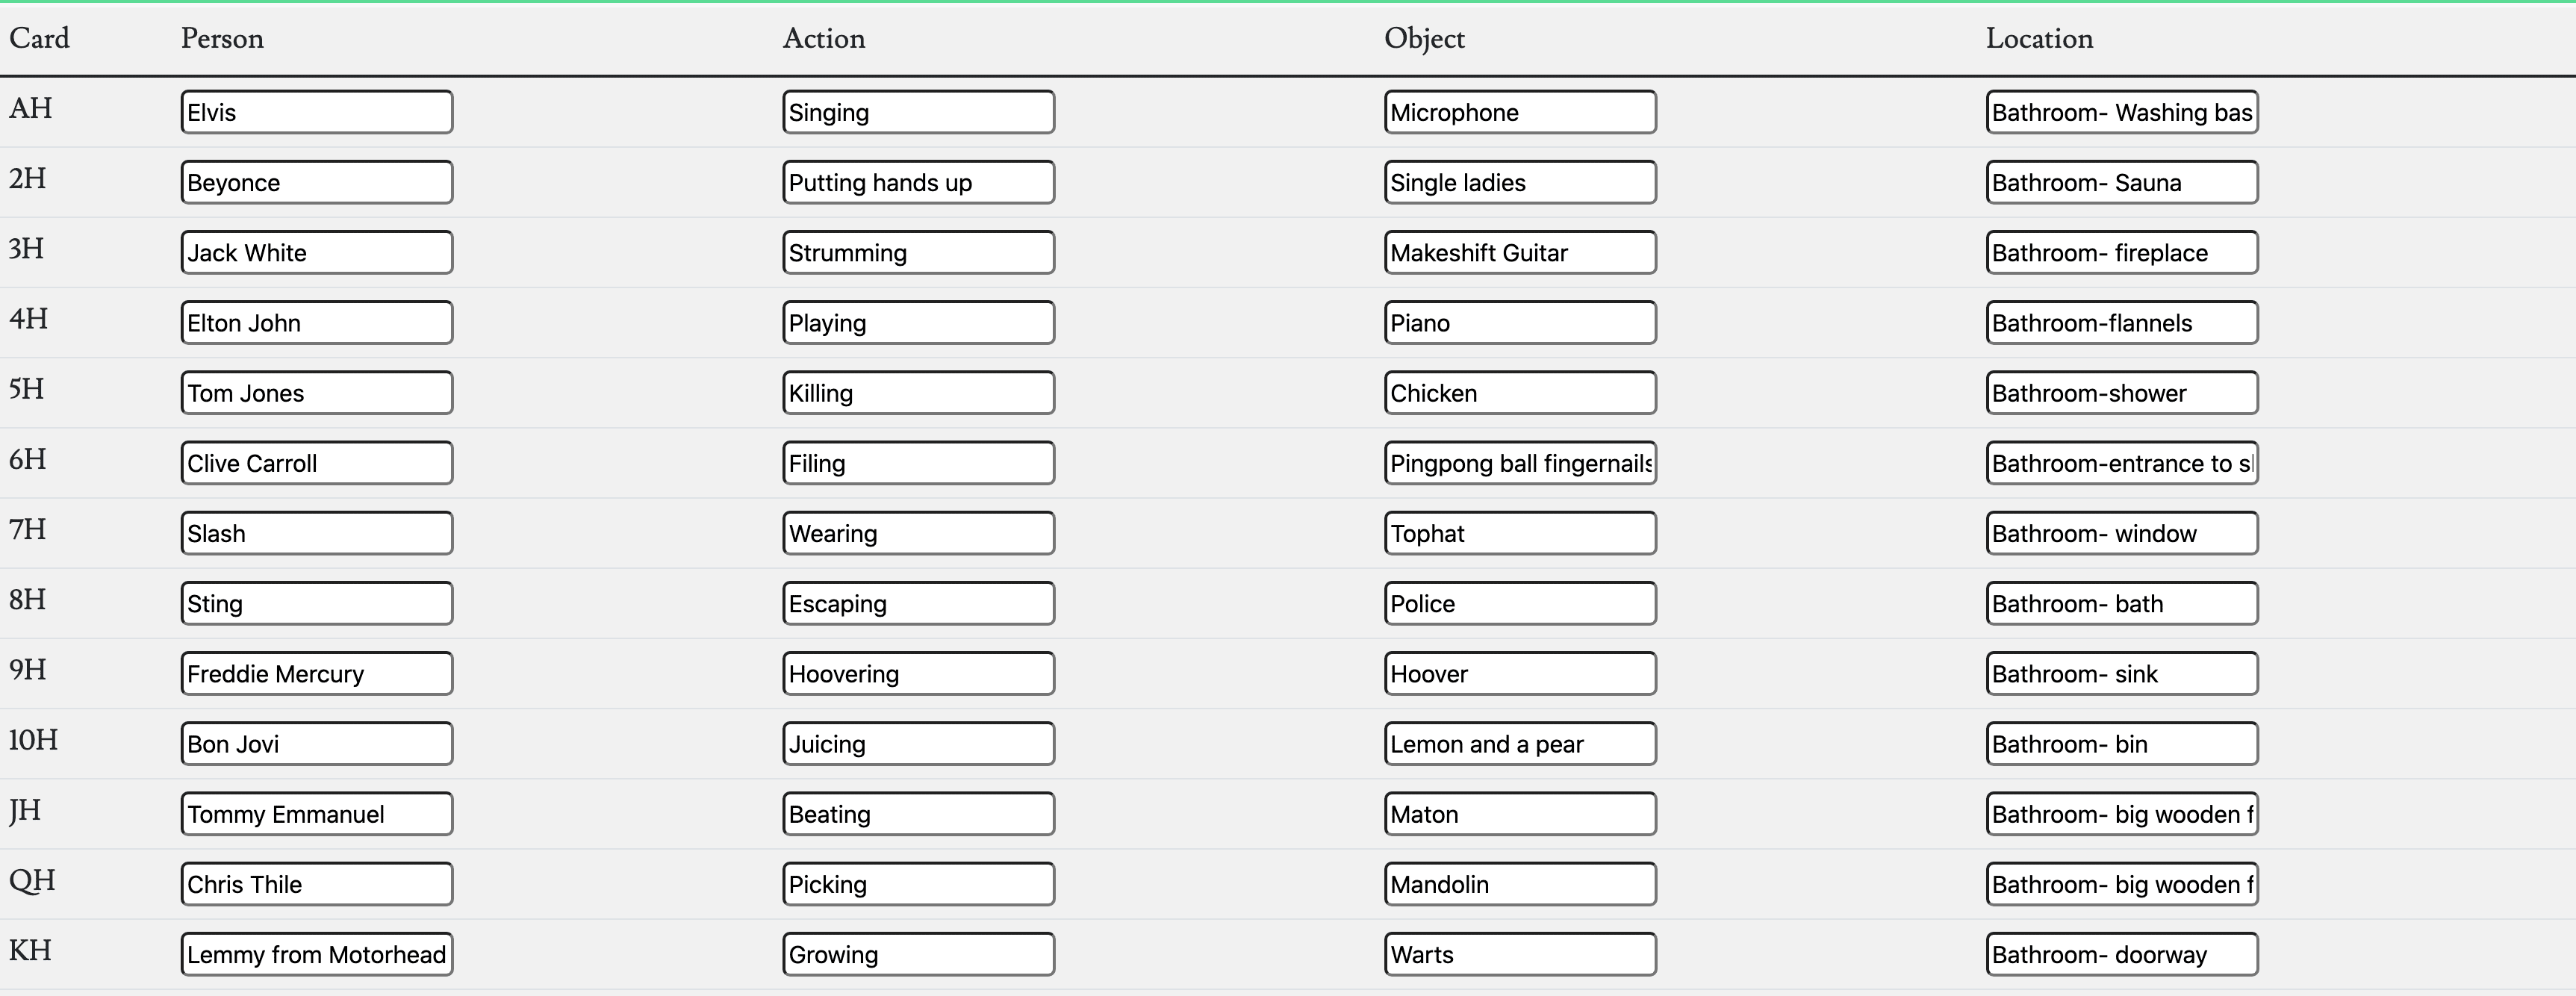 Card Person Action Object Location
AH Elvis Singing Microphone Bathroom- Washing bas
2H Beyonce Putting hands up Single ladies Bathroom- Sauna
3H Jack White Strumming Makeshift Guitar Bathroom- fireplace
4H Elton John Playing Piano Bathroom-flannels
5H Tom Jones Killing Chicken Bathroom-shower
6H Clive Carroll Filing Pingpong ball fingernails Bathroom-entrance to
7H Slash Wearing Tophat Bathroom- window
8H Sting Escaping Police Bathroom- bath
9H Freddie Mercury Hoovering Hoover Bathroom- sink
10H Bon Jovi Juicing Lemon and a pear Bathroom- bin
JH Tommy Emmanuel Beating Maton Bathroom- big wooden f
QH Chris Thile Picking Mandolin Bathroom- big wooden f
KH Lemmy from Motorhead Growing Warts Bathroom- doorway